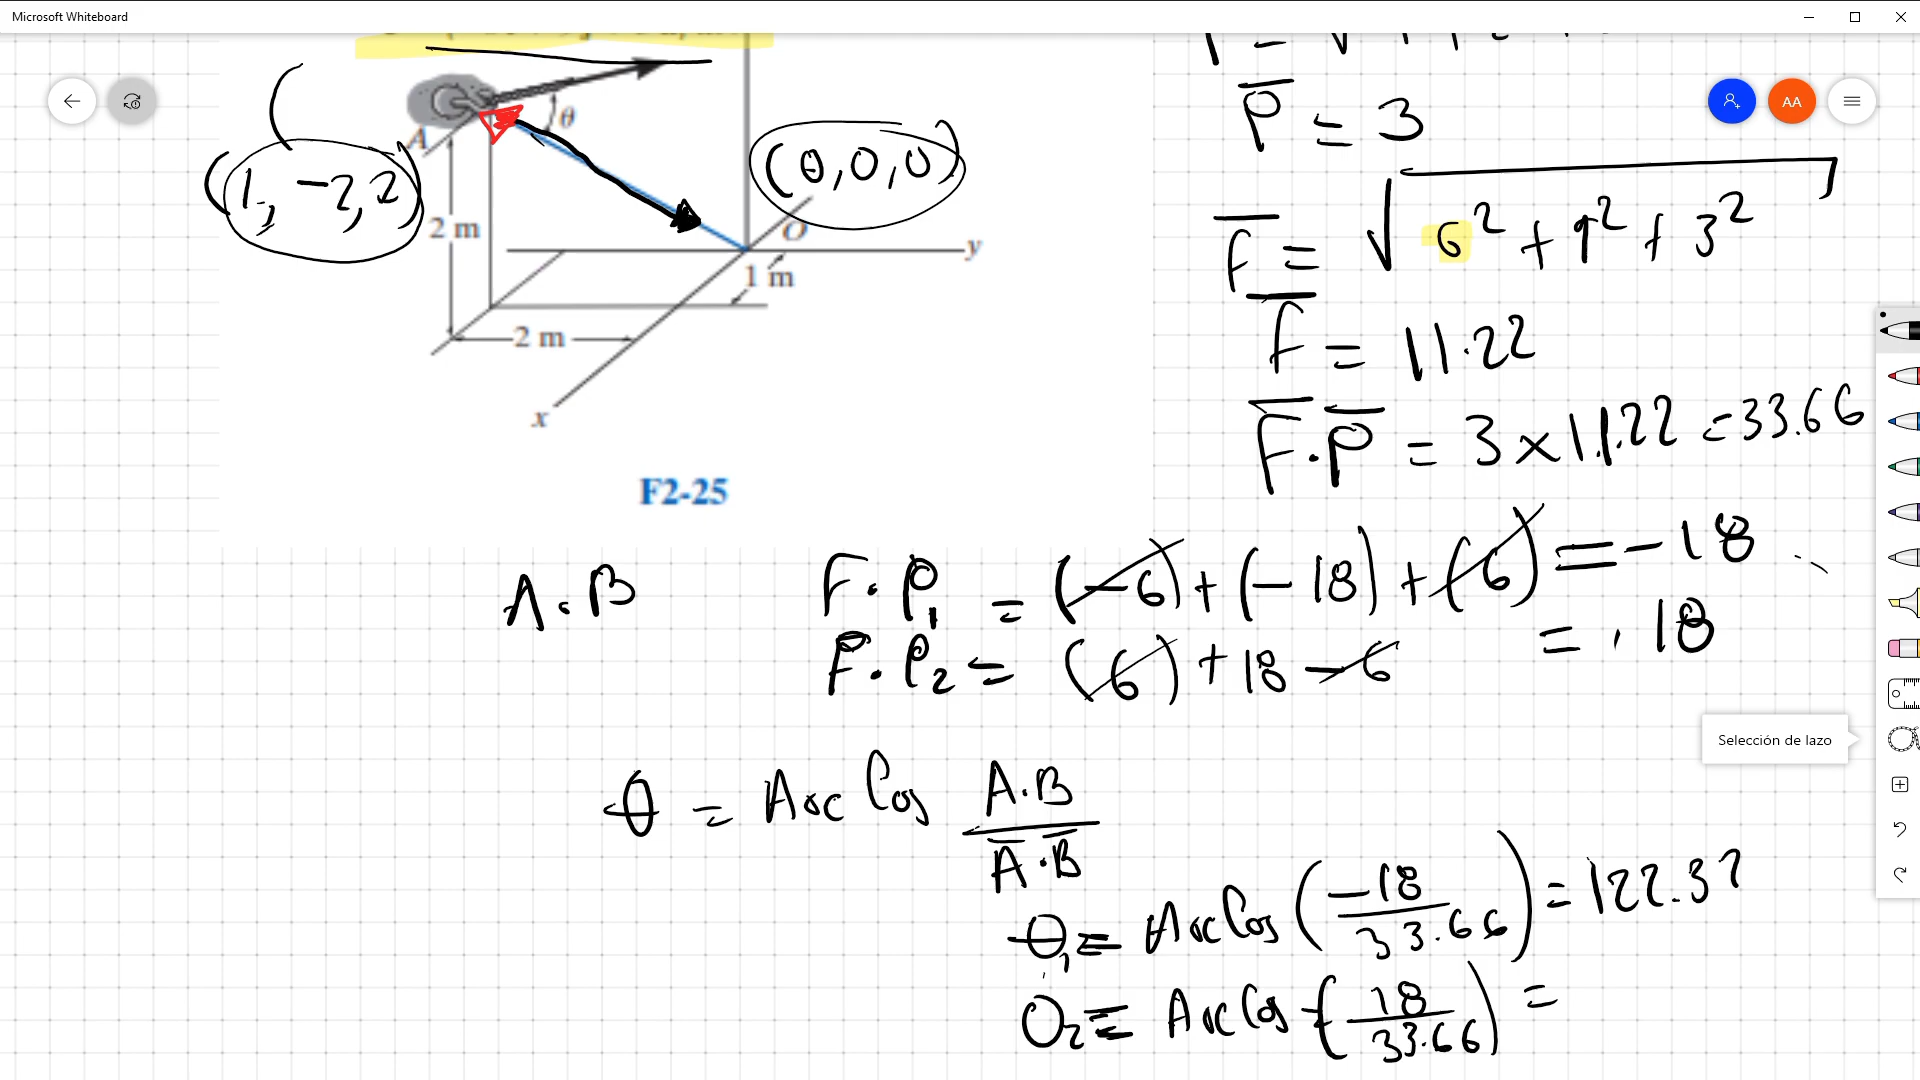 Microsoft Whiteboard
P = 3
AA
A
θ
(1, -2, 2)
(0,0,0)
F = √ 6² + 9² + 3²
2 m
O
y
1 m
2 m
F = 11.22
x
F.P = 3 x 11.22 = 33.66
F2-25
A.B
F.P1 = (-6) + (-18) + (6) = -18
F.P2 = (6) + 18 - 6 = . 18
Selección de lazo
θ = Arc Cos A.B / A.B
θ1 = Arc Cos (-18 / 33.66) = 122.32
O2 = Arc Cos (18 / 33.66) =